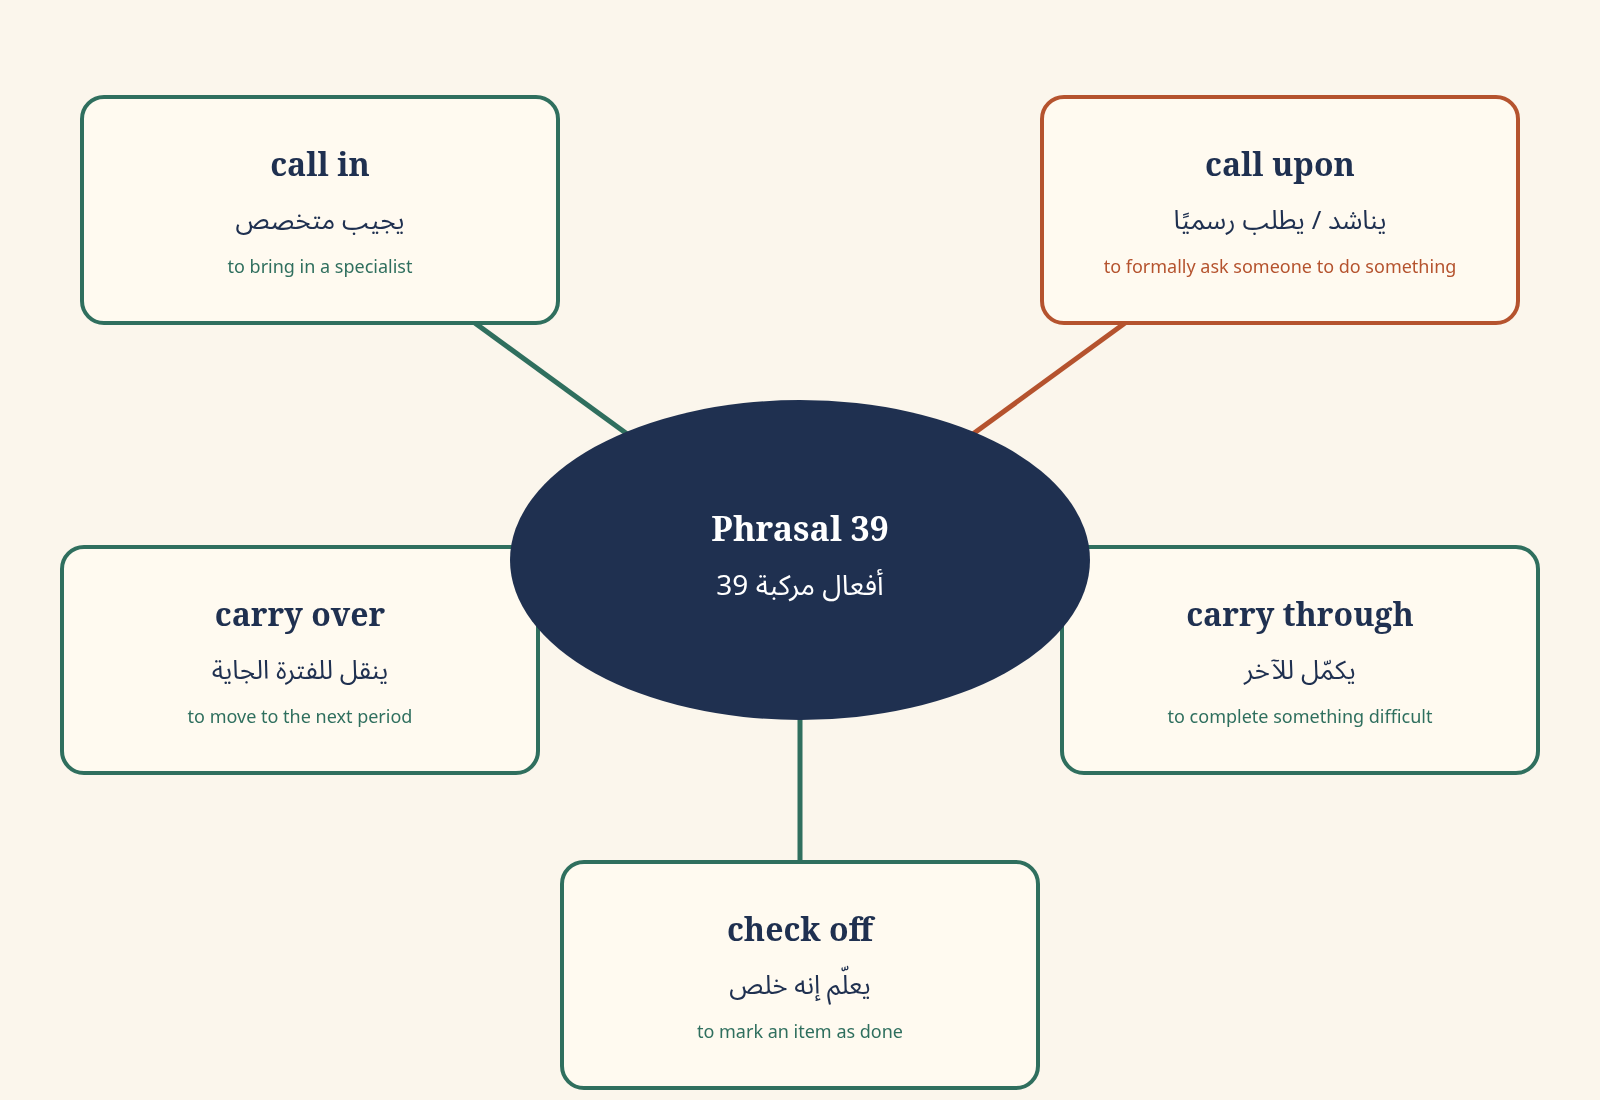 call in
يجيب متخصص
to bring in a specialist
call upon
يناشد / يطلب رسميًا
to formally ask someone to do something
Phrasal 39
أفعال مركبة 39
carry over
ينقل للفترة الجاية
to move to the next period
carry through
يكمّل للآخر
to complete something difficult
check off
يعلّم إنه خلص
to mark an item as done